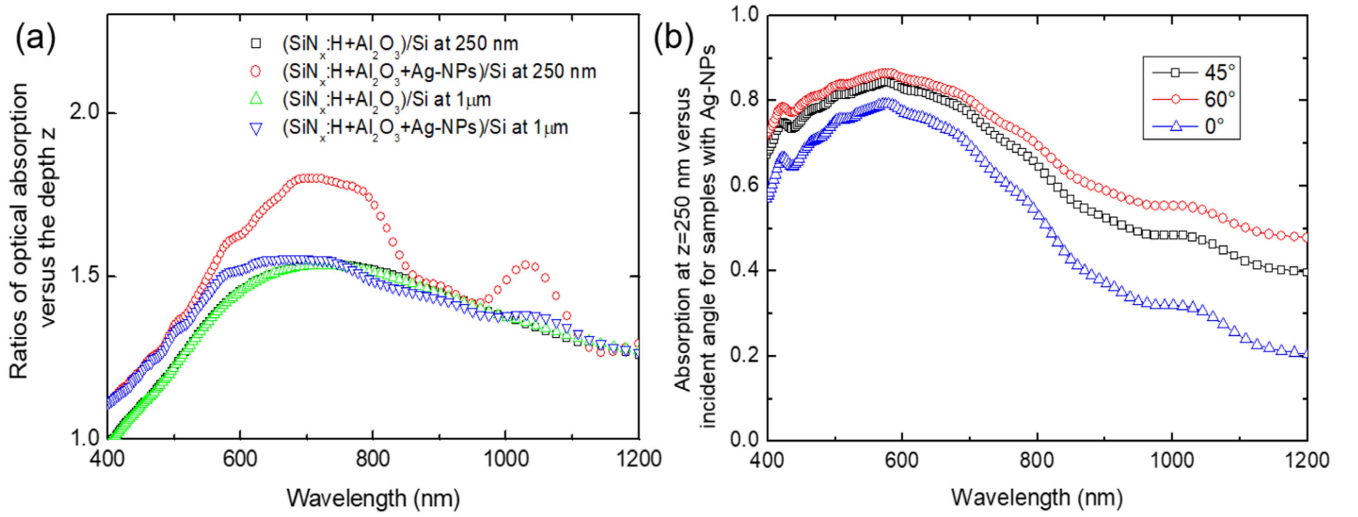 (a)
Ratios of optical absorption
versus the depth z
(SiNₓ:H+Al₂O₃)/Si at 250 nm
(SiNₓ:H+Al₂O₃+Ag-NPs)/Si at 250 nm
(SiNₓ:H+Al₂O₃)/Si at 1μm
(SiNₓ:H+Al₂O₃+Ag-NPs)/Si at 1μm
2.0
1.5
1.0
400 600 800 1000 1200
Wavelength (nm)
(b)
Absorption at z=250 nm versus
incident angle for samples with Ag-NPs
45°
60°
0°
1.0
0.8
0.6
0.4
0.2
0.0
400 600 800 1000 1200
Wavelength (nm)